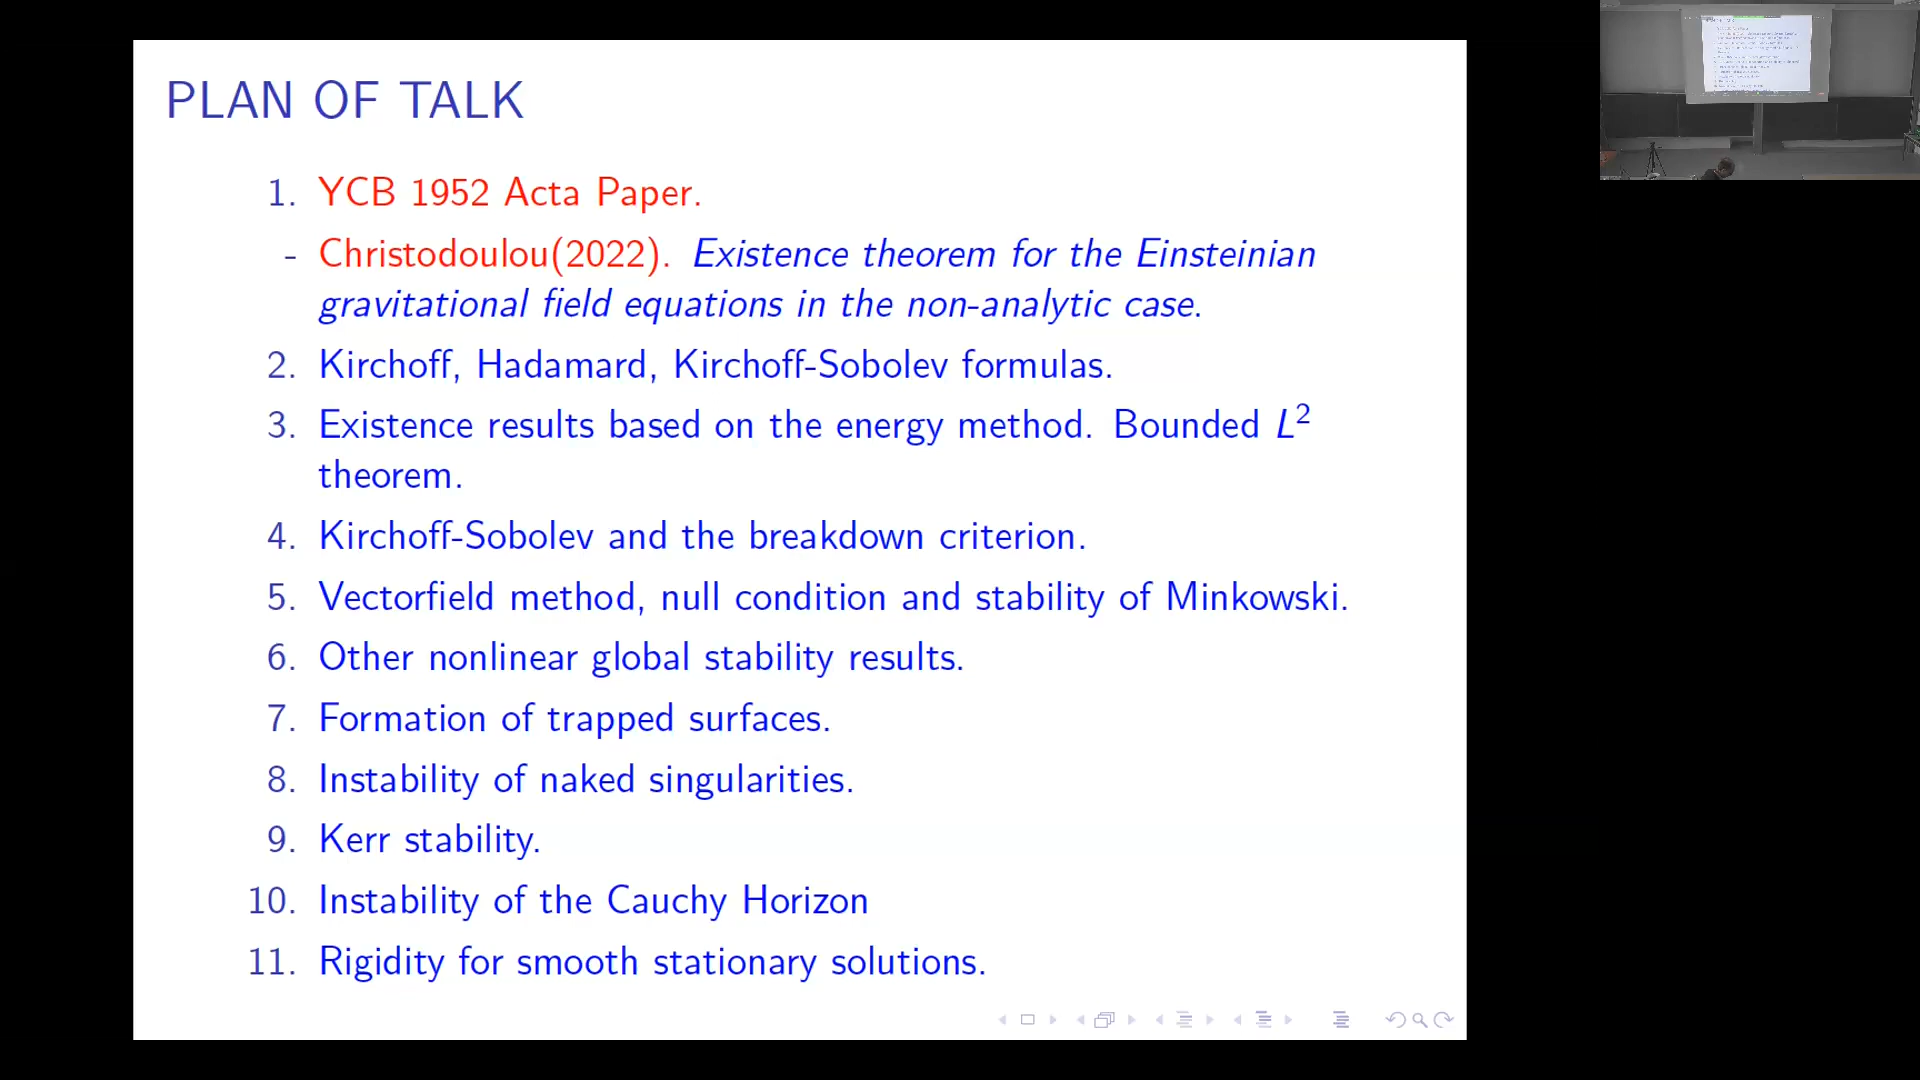 PLAN OF TALK
1. YCB 1952 Acta Paper.
- Christodoulou(2022). Existence theorem for the Einsteinian
gravitational field equations in the non-analytic case.
2. Kirchoff, Hadamard, Kirchoff-Sobolev formulas.
3. Existence results based on the energy method. Bounded L²
theorem.
4. Kirchoff-Sobolev and the breakdown criterion.
5. Vectorfield method, null condition and stability of Minkowski.
6. Other nonlinear global stability results.
7. Formation of trapped surfaces.
8. Instability of naked singularities.
9. Kerr stability.
10. Instability of the Cauchy Horizon
11. Rigidity for smooth stationary solutions.